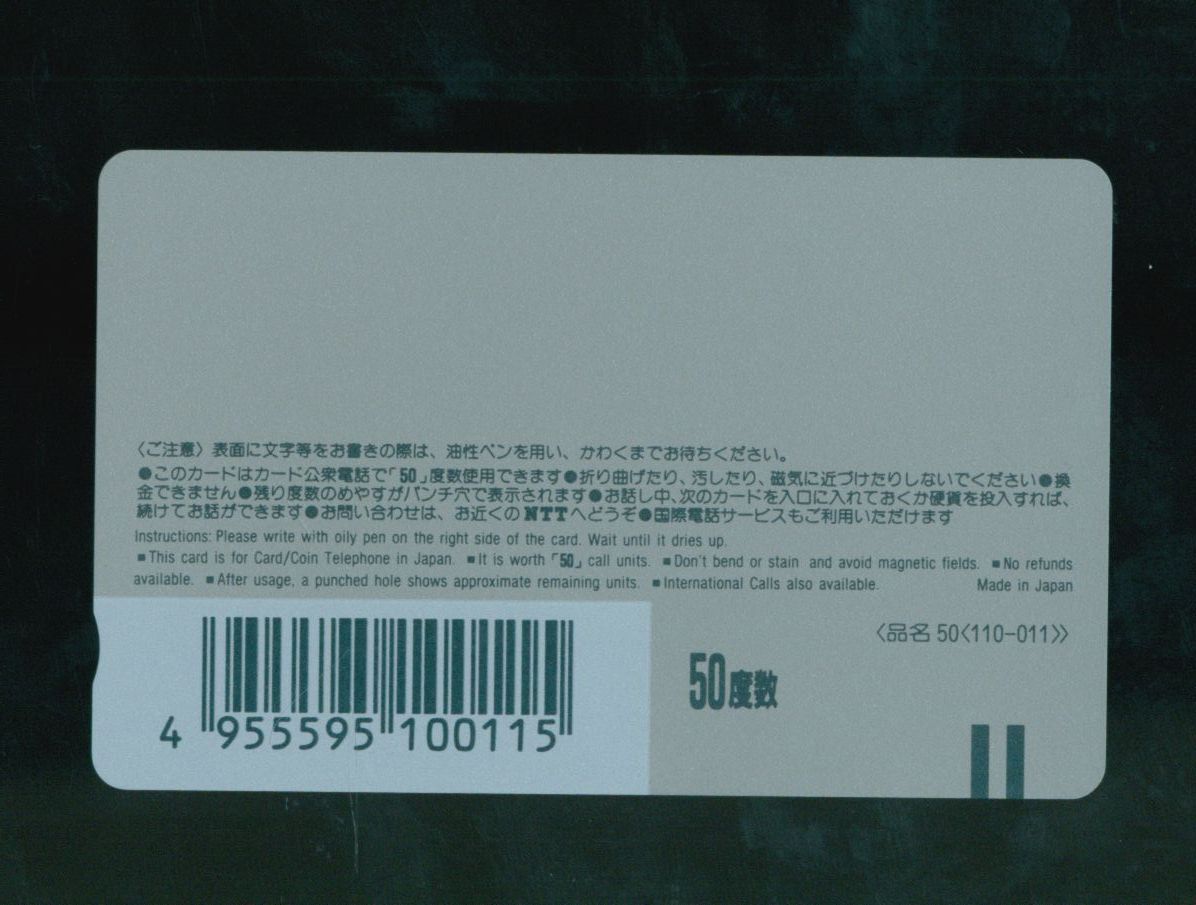 〈ご注意〉表面に文字等をお書きの際は、油性ペンを用い、かわくまでお待ちください。
●このカードはカード公衆電話で「50」度数使用できます●折り曲げたり、汚したり、磁気に近づけたりしないでください●換
金できません●残り度数のめやすがパンチ穴で表示されます●お話し中、次のカードを入口に入れておくか硬貨を投入すれば、
続けてお話ができます●お問い合わせは、お近くのNTTへどうぞ●国際電話サービスもご利用いただけます
Instructions: Please write with oily pen on the right side of the card. Wait until it dries up.
■This card is for Card/Coin Telephone in Japan. ■It is worth「50」call units. ■Don't bend or stain and avoid magnetic fields. ■No refunds
available. ■After usage, a punched hole shows approximate remaining units. ■International Calls also available. Made in Japan
〈品名 50〈110-011〉〉
50度数
4 955595 100115